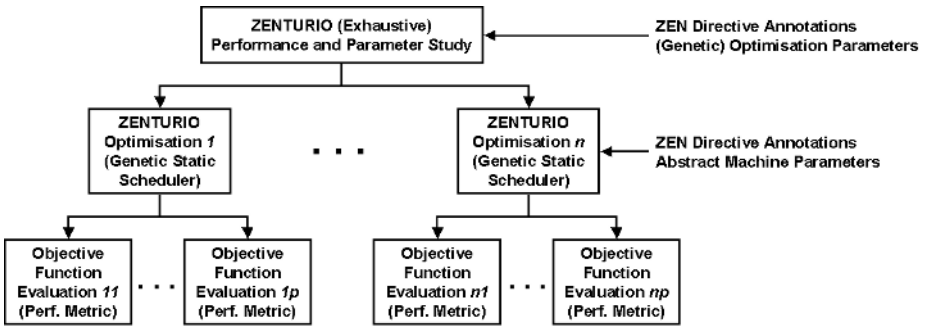 ZENTURIO (Exhaustive)
Performance and Parameter Study
ZEN Directive Annotations
(Genetic) Optimisation Parameters
ZENTURIO
Optimisation 1
(Genetic Static
Scheduler)
. . .
ZENTURIO
Optimisation n
(Genetic Static
Scheduler)
ZEN Directive Annotations
Abstract Machine Parameters
Objective
Function
Evaluation 11
(Perf. Metric)
. . .
Objective
Function
Evaluation 1p
(Perf. Metric)
Objective
Function
Evaluation n1
(Perf. Metric)
. . .
Objective
Function
Evaluation np
(Perf. Metric)